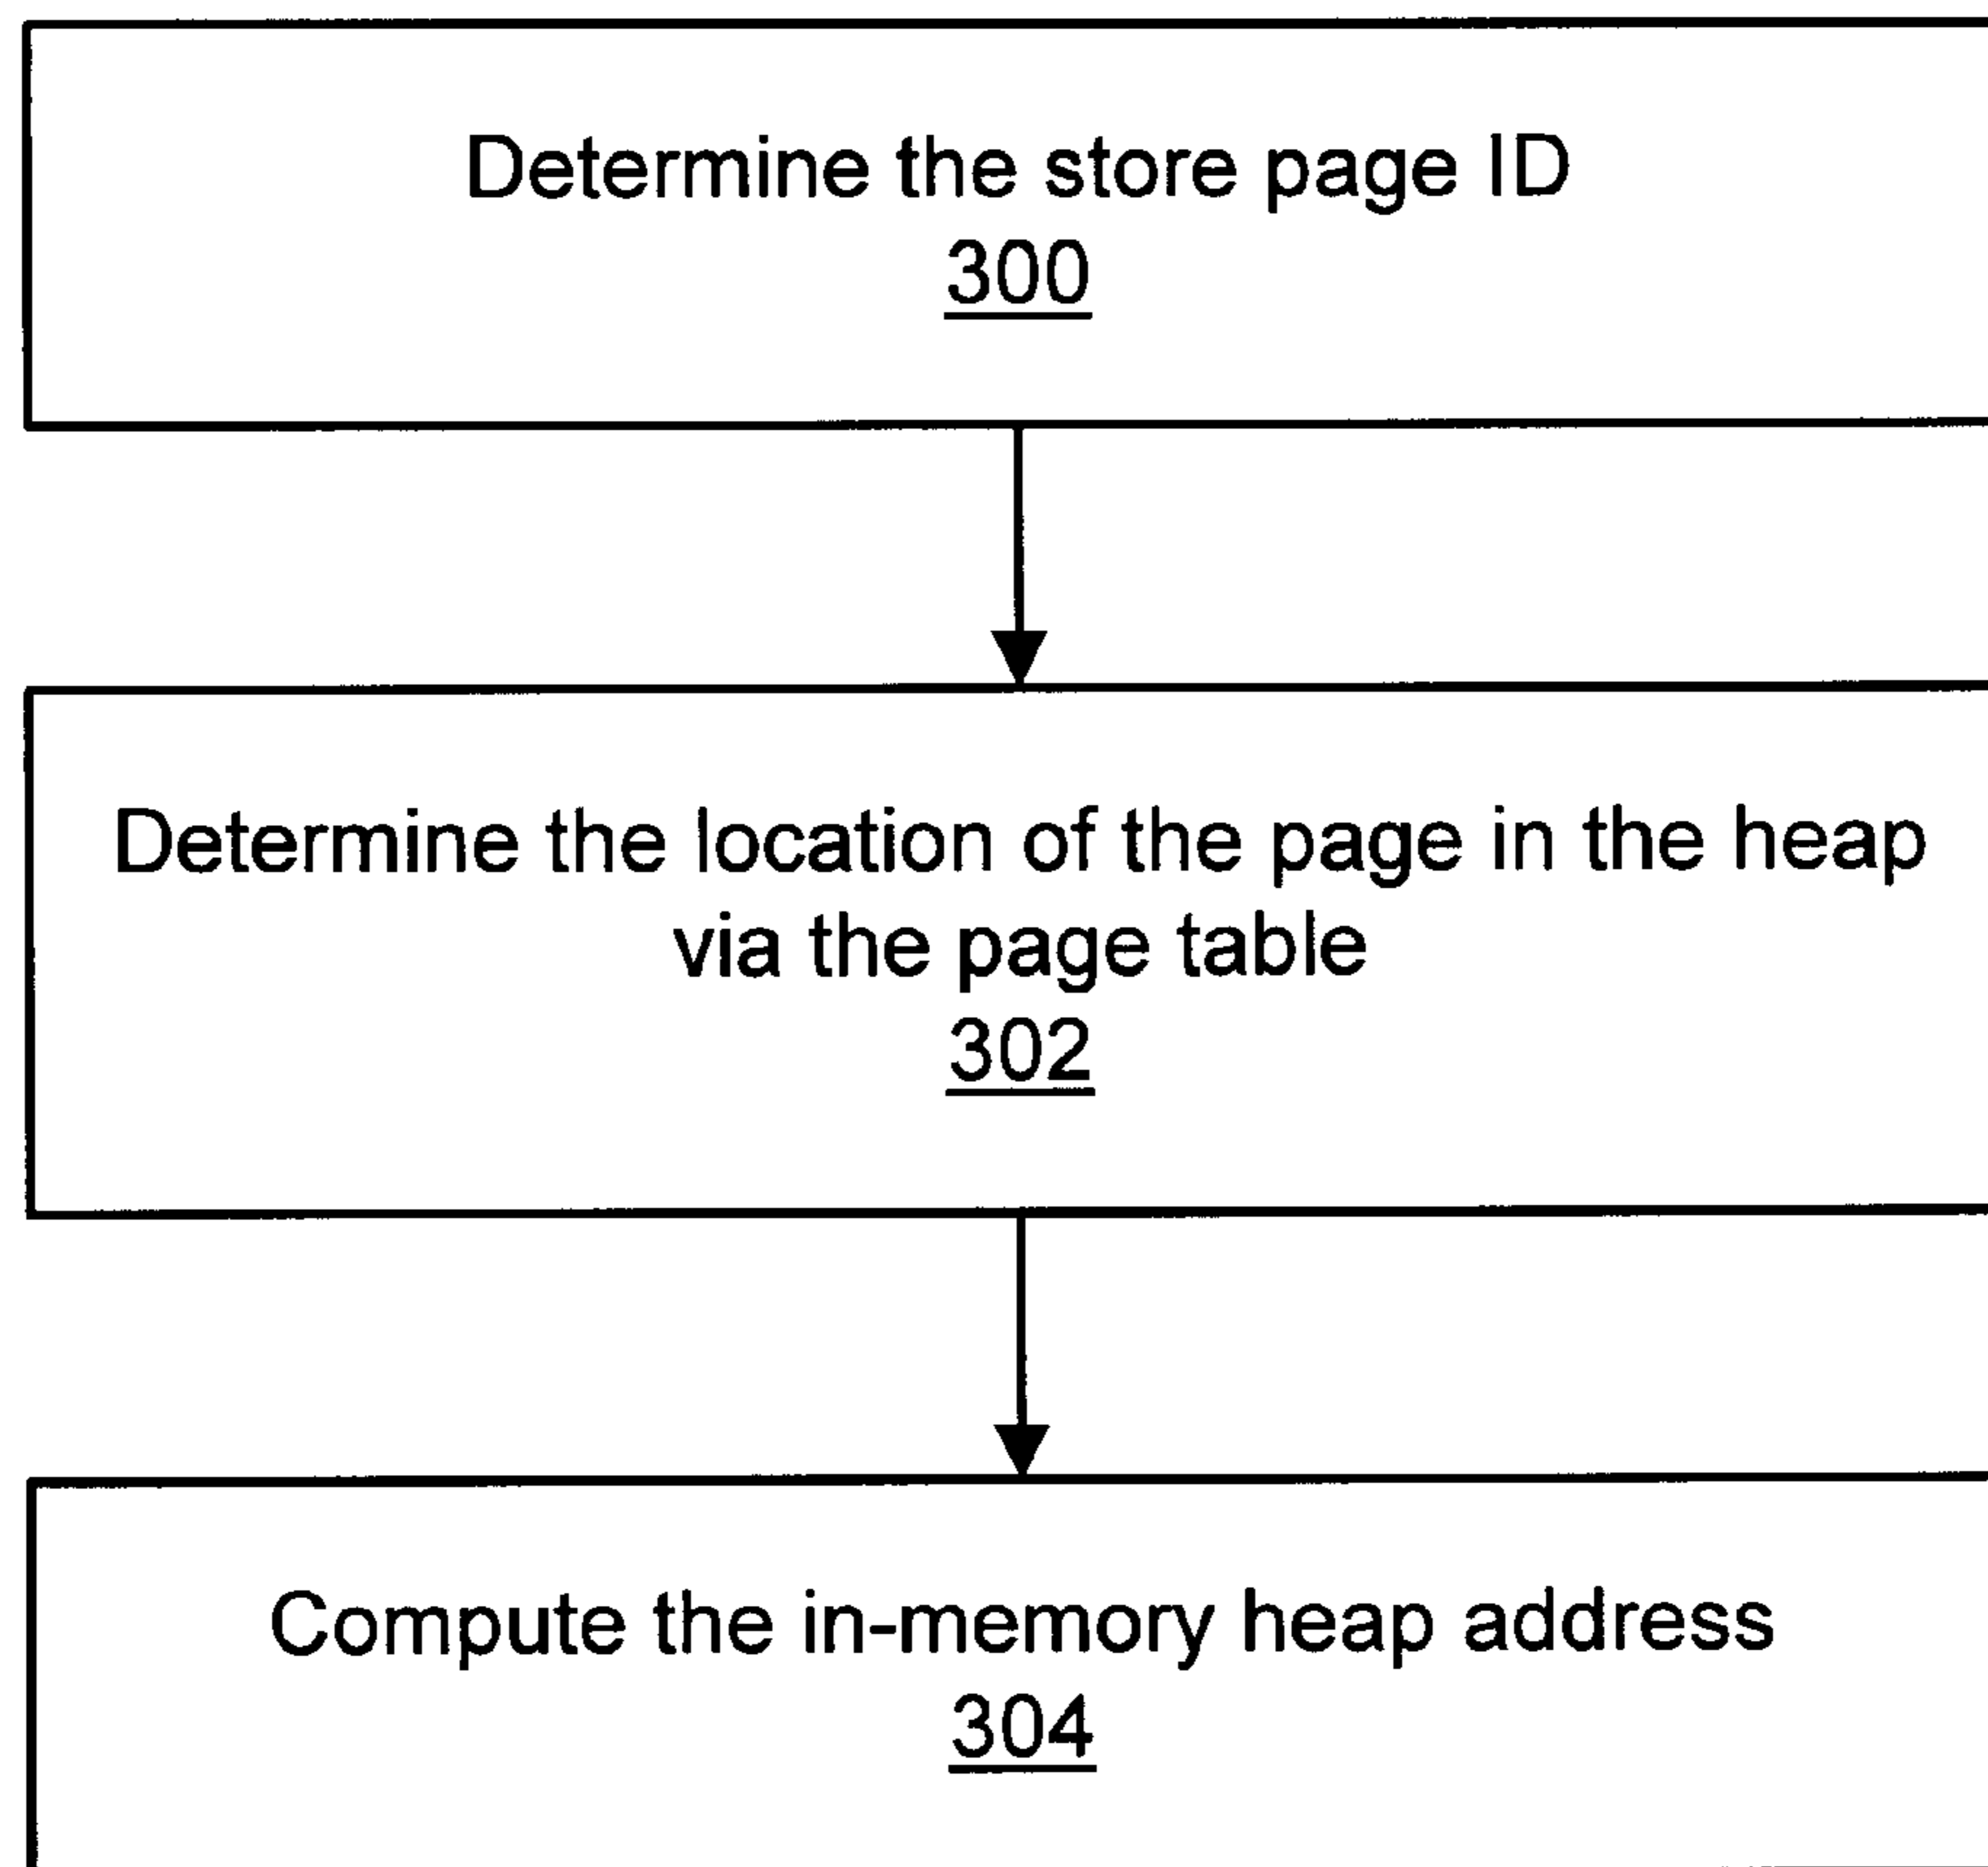 Determine the store page ID
300
Determine the location of the page in the heap
via the page table
302
Compute the in-memory heap address
304